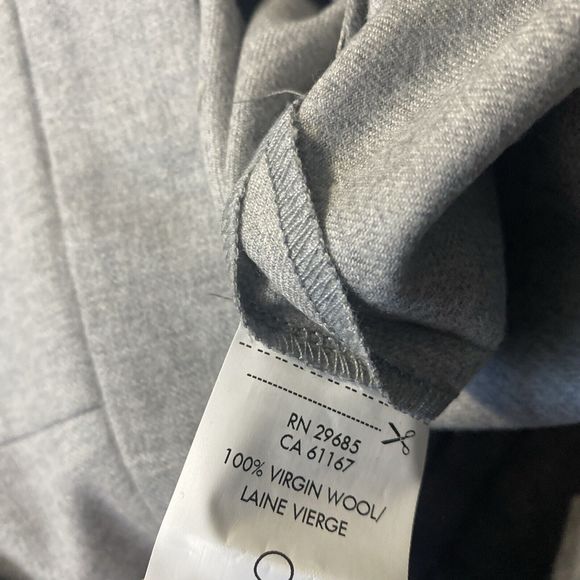 RN 29685
CA 61167
100% VIRGIN WOOL/
LAINE VIERGE